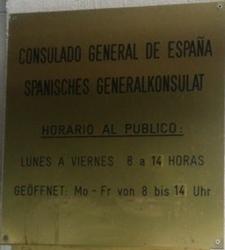 CONSULADO GENERAL DE ESPAÑA
SPANISCHES GENERALKONSULAT
HORARIO AL PUBLICO:
LUNES A VIERNES 8 a 14 HORAS
GEÖFFNET: Mo - Fr von 8 bis 14 Uhr